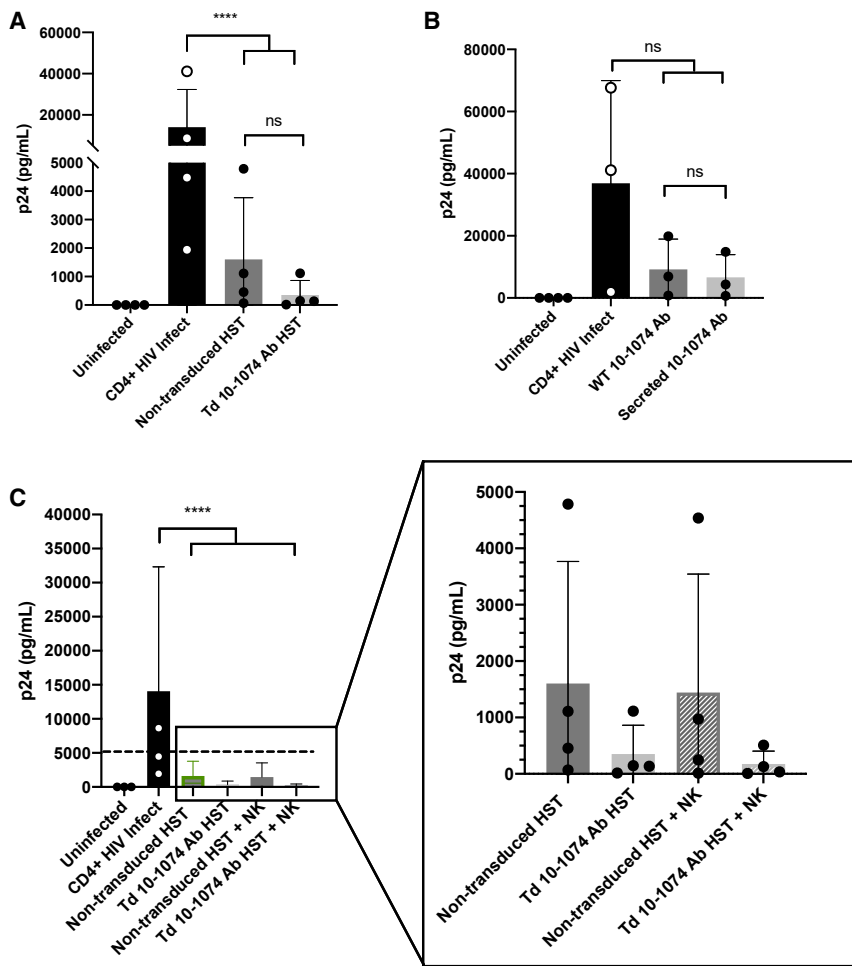 A
****
60000
40000
20000
5000
4000
3000
2000
1000
0
p24 (pg/mL)
ns
Uninfected
CD4+ HIV Infect
Non-transduced HST
Td 10-1074 Ab HST
B
ns
80000
60000
40000
20000
0
p24 (pg/mL)
ns
Uninfected
CD4+ HIV Infect
WT 10-1074 Ab
Secreted 10-1074 Ab
C
****
40000
35000
30000
25000
20000
15000
10000
5000
0
p24 (pg/mL)
Uninfected
CD4+ HIV Infect
Non-transduced HST
Td 10-1074 Ab HST
Non-transduced HST + NK
Td 10-1074 Ab HST + NK
5000
4000
3000
2000
1000
0
p24 (pg/mL)
Non-transduced HST
Td 10-1074 Ab HST
Non-transduced HST + NK
Td 10-1074 Ab HST + NK